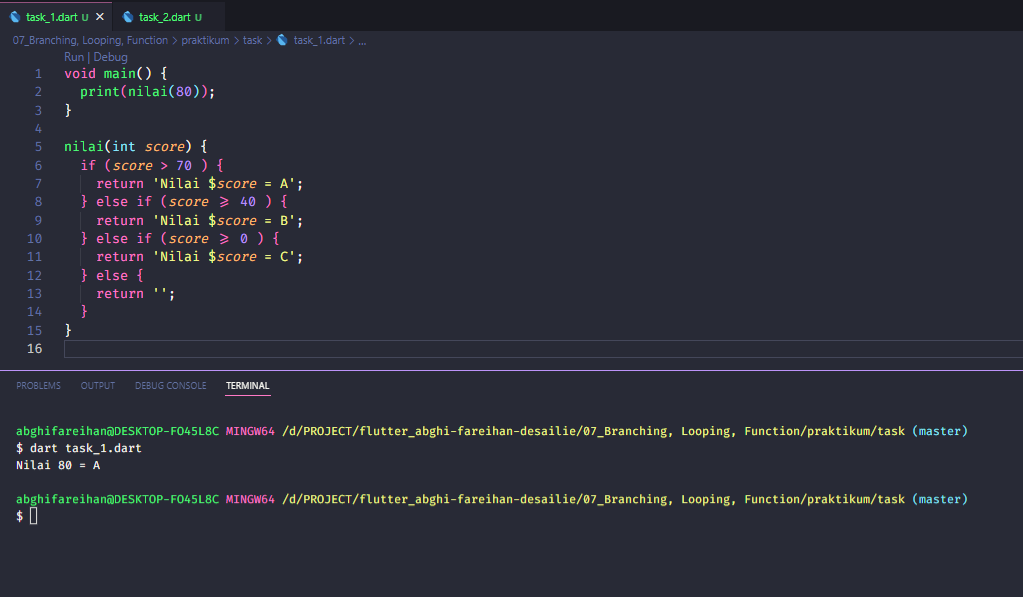 task_1.dart U × task_2.dart U
07_Branching, Looping, Function > praktikum > task > task_1.dart > ...
Run | Debug
1 void main() {
2   print(nilai(80));
3 }
4
5 nilai(int score) {
6   if (score > 70 ) {
7     return 'Nilai $score = A';
8   } else if (score ≥ 40 ) {
9     return 'Nilai $score = B';
10   } else if (score ≥ 0 ) {
11     return 'Nilai $score = C';
12   } else {
13     return '';
14   }
15 }
16
PROBLEMS OUTPUT DEBUG CONSOLE TERMINAL
abghifareihan@DESKTOP-FO45L8C MINGW64 /d/PROJECT/flutter_abghi-fareihan-desailie/07_Branching, Looping, Function/praktikum/task (master)
$ dart task_1.dart
Nilai 80 = A
abghifareihan@DESKTOP-FO45L8C MINGW64 /d/PROJECT/flutter_abghi-fareihan-desailie/07_Branching, Looping, Function/praktikum/task (master)
$